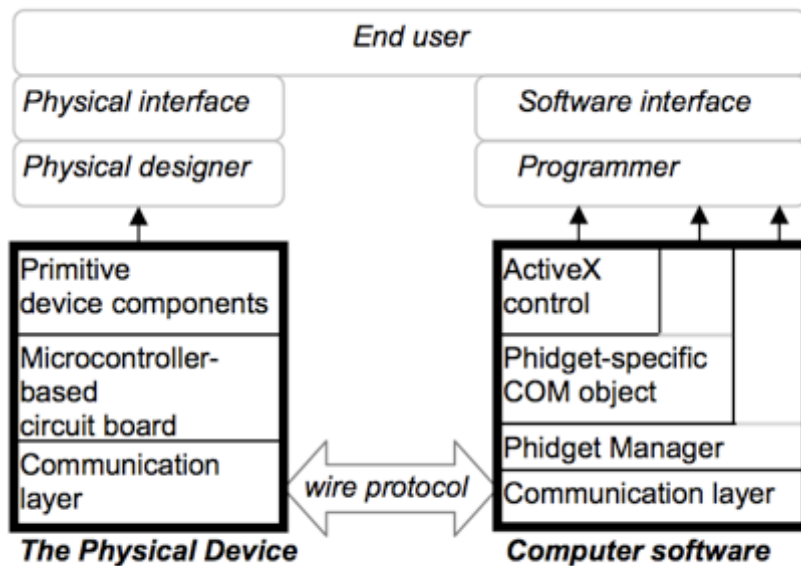 End user
Physical interface
Software interface
Physical designer
Programmer
Primitive
device components
ActiveX
control
Microcontroller-
based
circuit board
Phidget-specific
COM object
Phidget Manager
Communication
layer
wire protocol
Communication layer
The Physical Device
Computer software